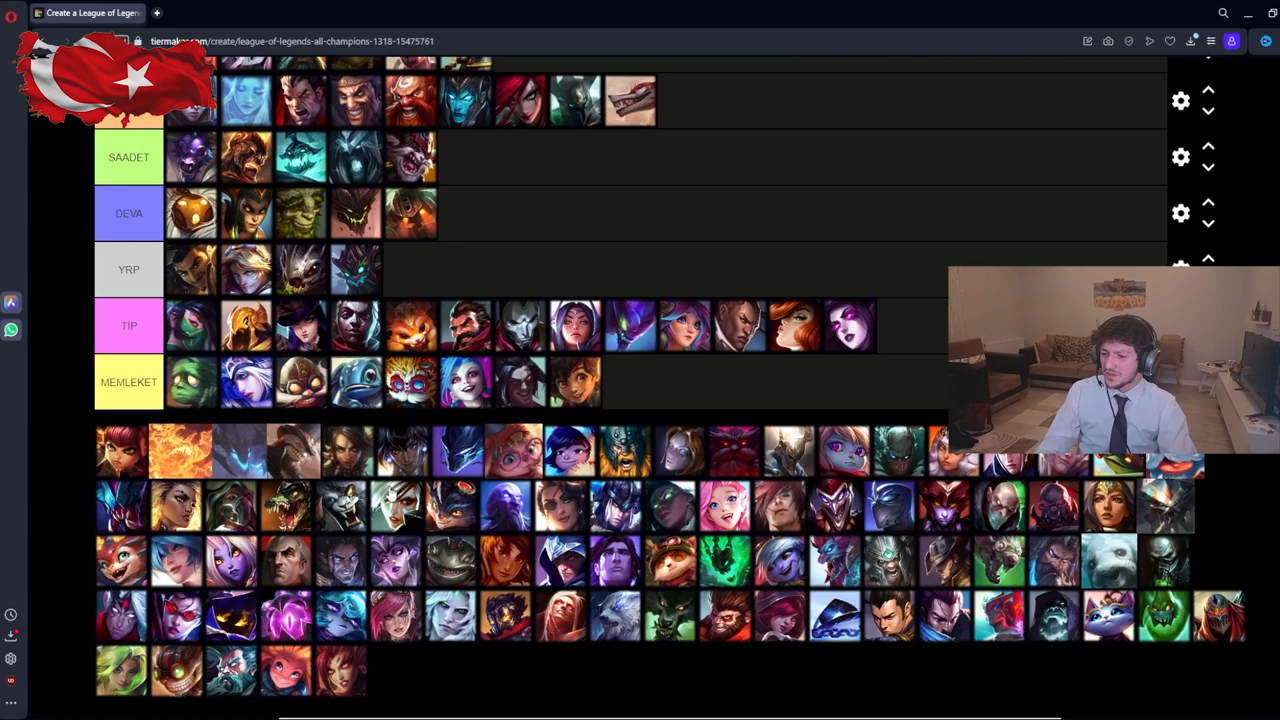 Create a League of Legen
tiermaker.com/create/league-of-legends-all-champions-1318-15475761
SAADET
DEVA
YRP
TİP
MEMLEKET